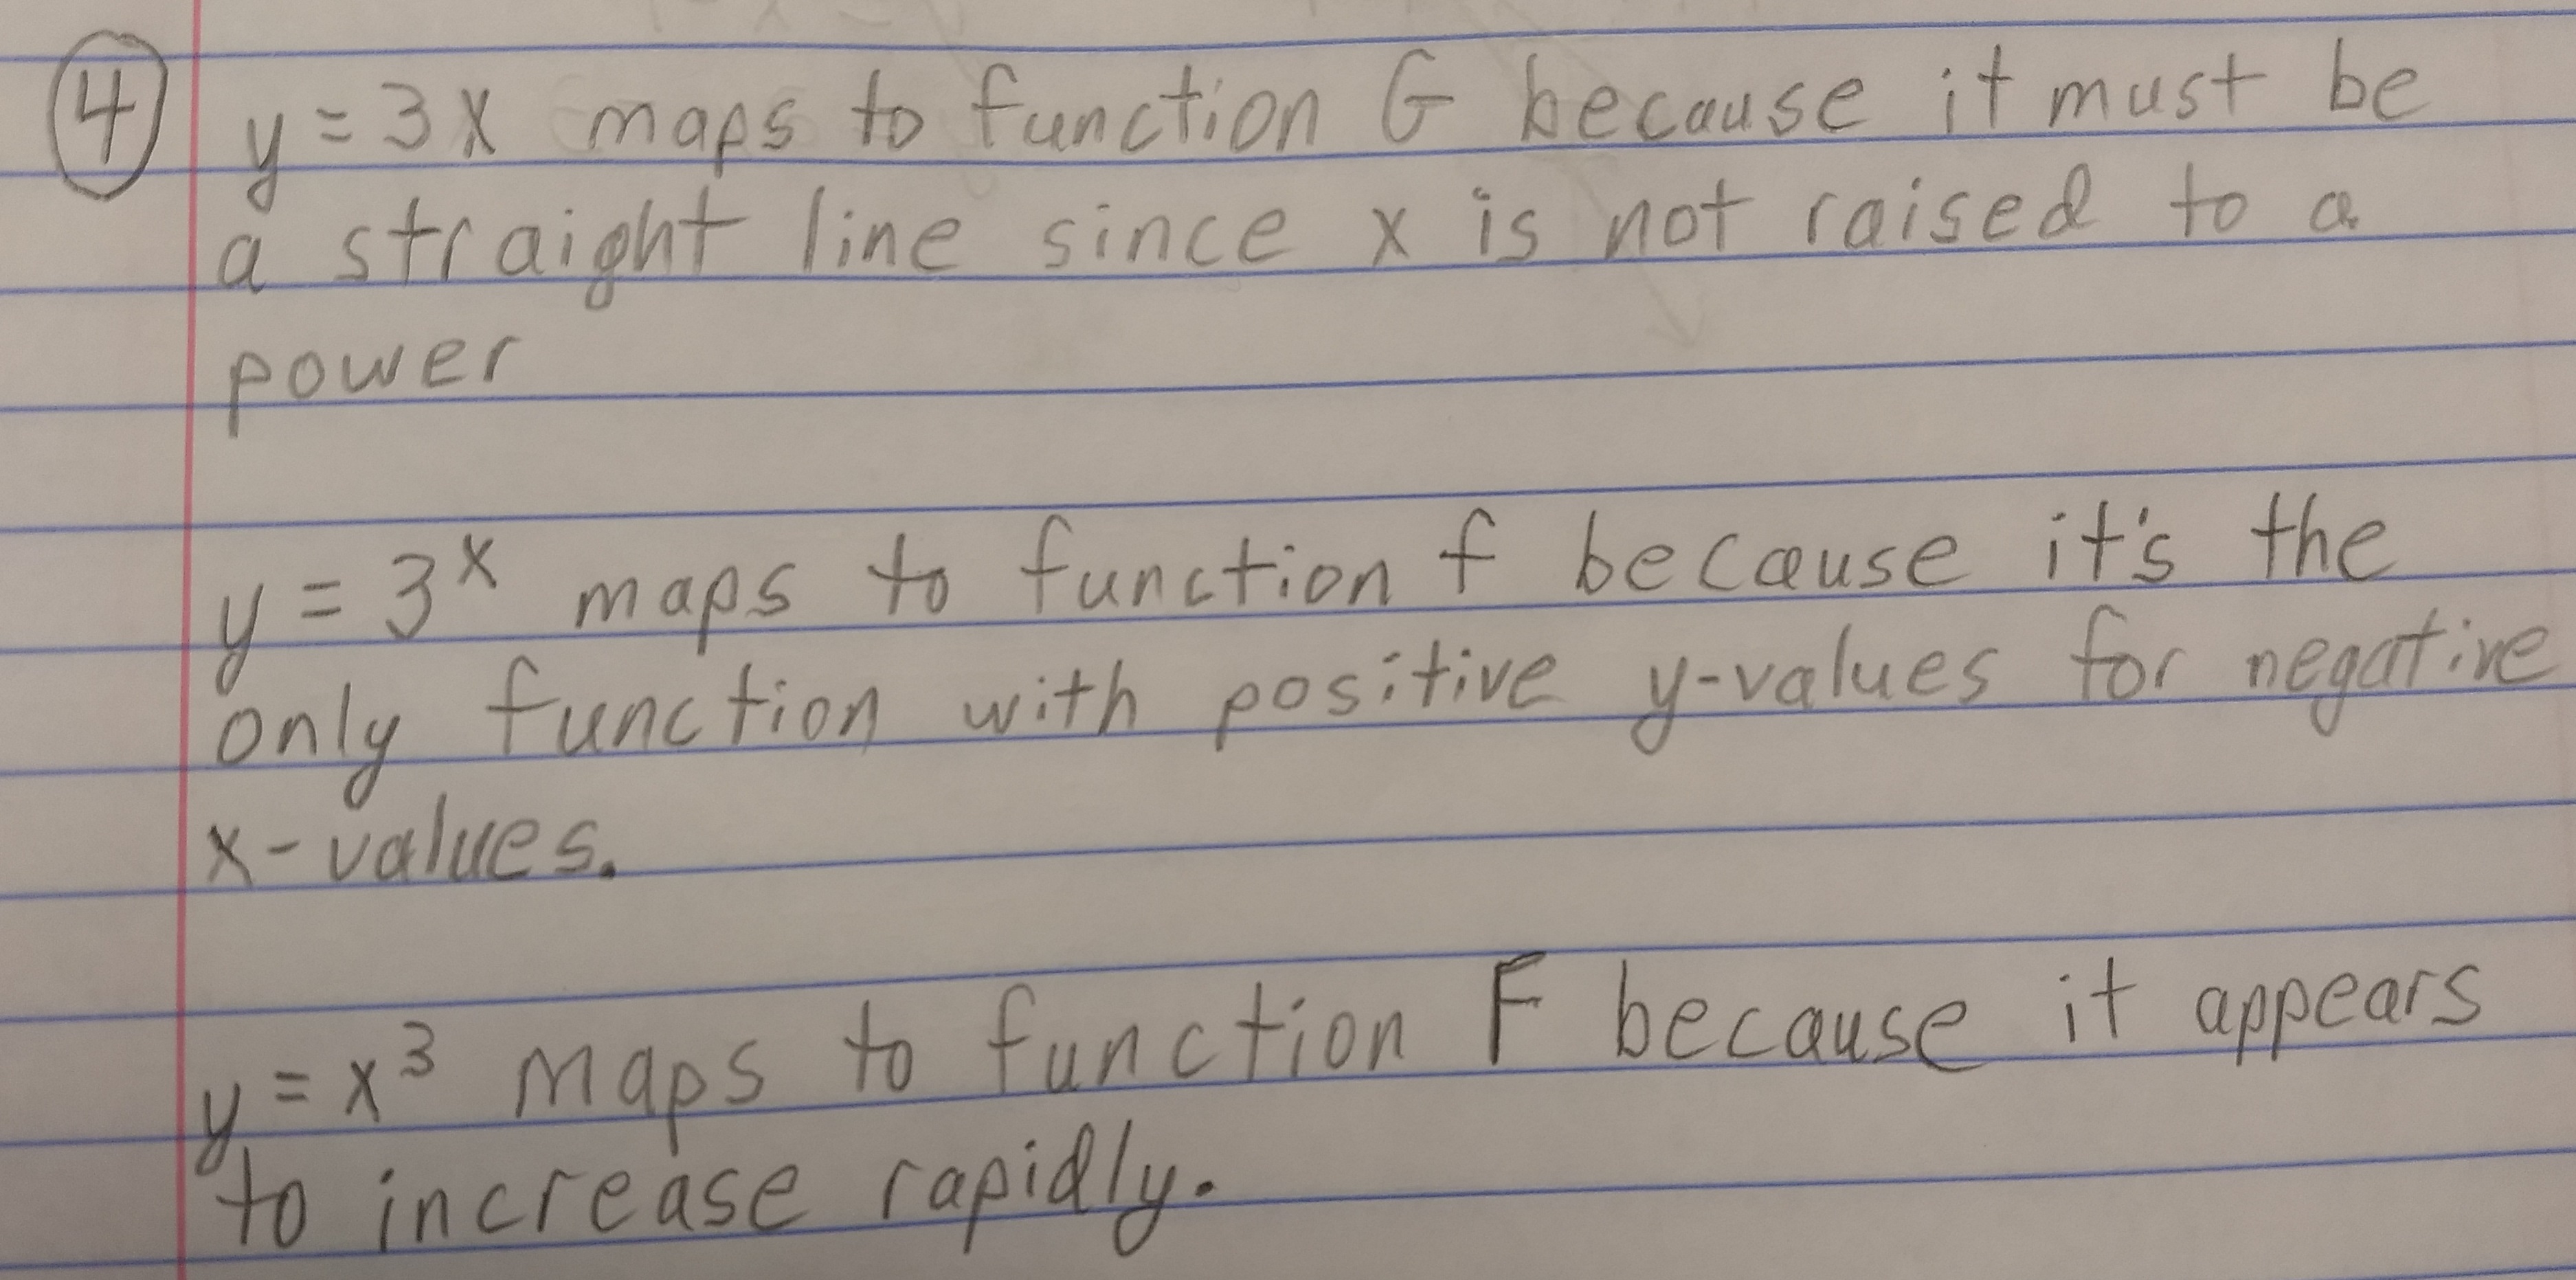 ④ y = 3x maps to function G because it must be
a straight line since x is not raised to a
power
y = 3ˣ maps to function f because it's the
only function with positive y-values for negative
x-values.
y = x³ maps to function F because it appears
to increase rapidly.